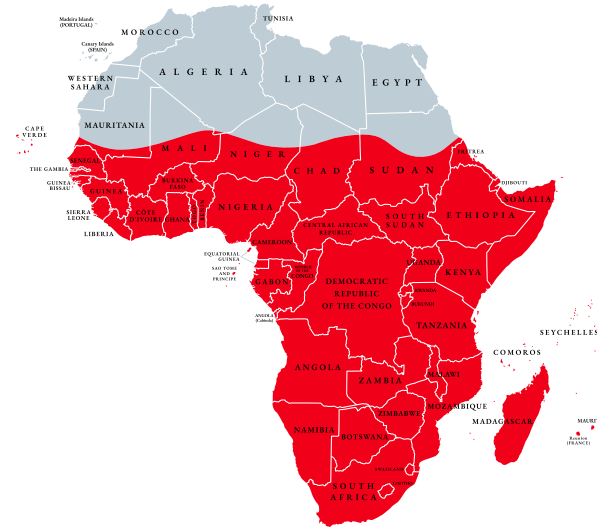 Madeira Islands
(PORTUGAL)
TUNISIA
MOROCCO
Canary Islands
(SPAIN)
ALGERIA
LIBYA
EGYPT
WESTERN
SAHARA
MAURITANIA
CAPE
VERDE
MALI
NIGER
CHAD
SUDAN
ERITREA
SENEGAL
THE GAMBIA
GUINEA
BISSAU
GUINEA
BURKINA
FASO
DJIBOUTI
SOMALIA
SIERRA
LEONE
CÔTE
D'IVOIRE
GHANA
NIGERIA
SOUTH
SUDAN
ETHIOPIA
LIBERIA
CENTRAL AFRICAN
REPUBLIC
CAMEROON
EQUATORIAL
GUINEA
SAO TOME
AND
PRINCIPE
GABON
CONGO
UGANDA
KENYA
DEMOCRATIC
REPUBLIC
OF THE CONGO
RWANDA
BURUNDI
ANGOLA
(Cabinda)
TANZANIA
SEYCHELLES
COMOROS
ANGOLA
ZAMBIA
MALAWI
MOZAMBIQUE
ZIMBABWE
MADAGASCAR
MAURI
Reunion
(FRANCE)
NAMIBIA
BOTSWANA
SWAZILAND
SOUTH
AFRICA